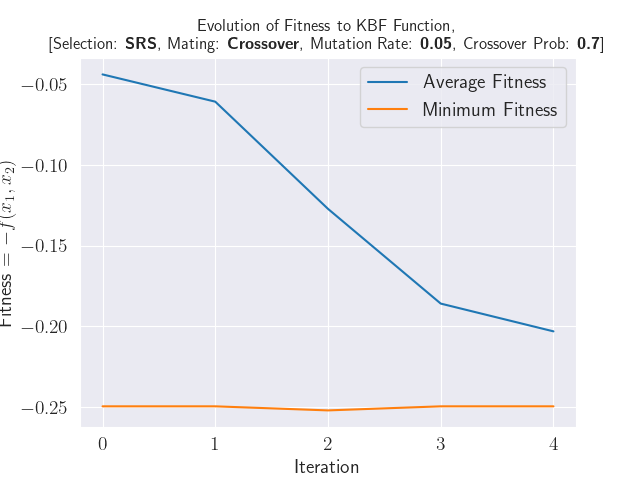 Evolution of Fitness to KBF Function,
[Selection: SRS, Mating: Crossover, Mutation Rate: 0.05, Crossover Prob: 0.7]
Average Fitness
Minimum Fitness
−0.05
−0.10
−0.15
−0.20
−0.25
Fitness = −f(x₁, x₂)
0 1 2 3 4
Iteration